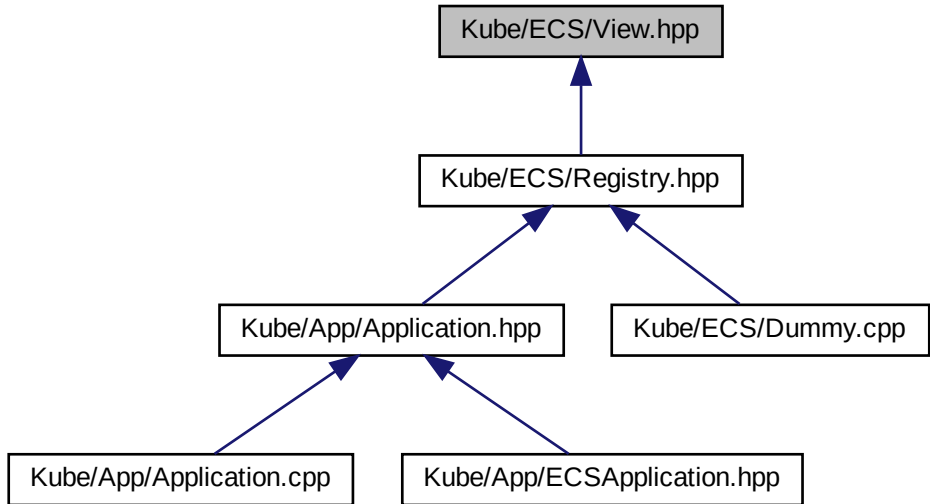 Kube/ECS/View.hpp
Kube/ECS/Registry.hpp
Kube/App/Application.hpp
Kube/ECS/Dummy.cpp
Kube/App/Application.cpp
Kube/App/ECSApplication.hpp